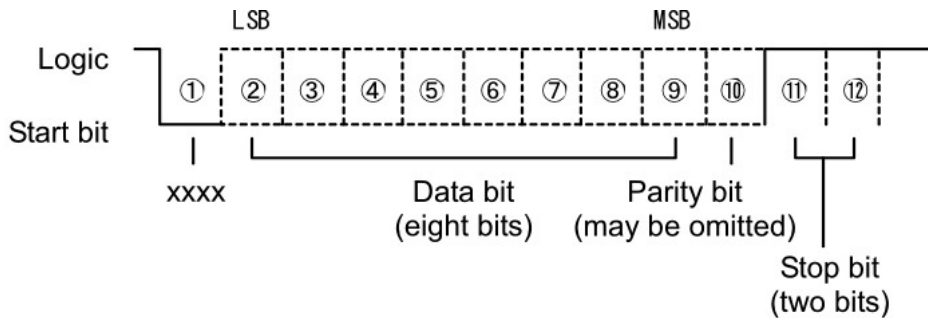 LSB MSB
Logic
① ② ③ ④ ⑤ ⑥ ⑦ ⑧ ⑨ ⑩ ⑪ ⑫
Start bit
xxxx
Data bit
(eight bits)
Parity bit
(may be omitted)
Stop bit
(two bits)